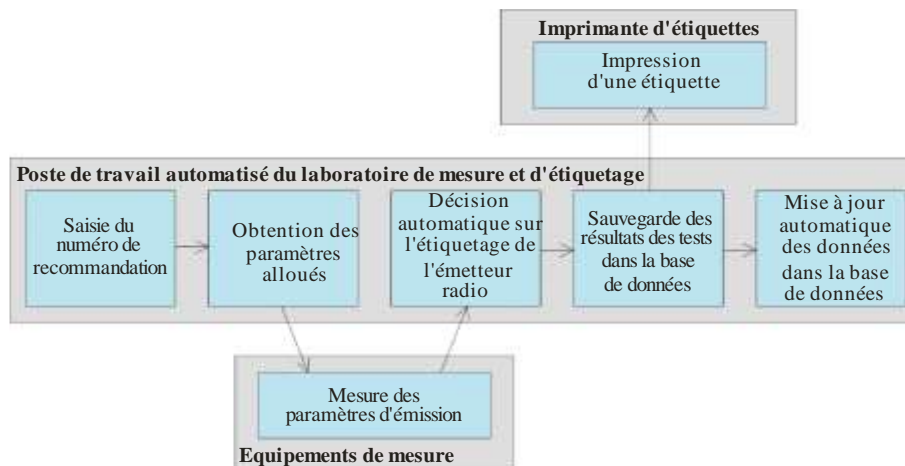 Imprimante d'étiquettes
Impression
d'une étiquette
Poste de travail automatisé du laboratoire de mesure et d'étiquetage
Saisie du
numéro de
recommandation
Obtention des
paramètres
alloués
Décision
automatique sur
l'étiquetage de
l'émetteur
radio
Sauvegarde des
résultats des tests
dans la base
de données
Mise à jour
automatique
des données
dans la base
de données
Mesure des
paramètres d'émission
Equipements de mesure